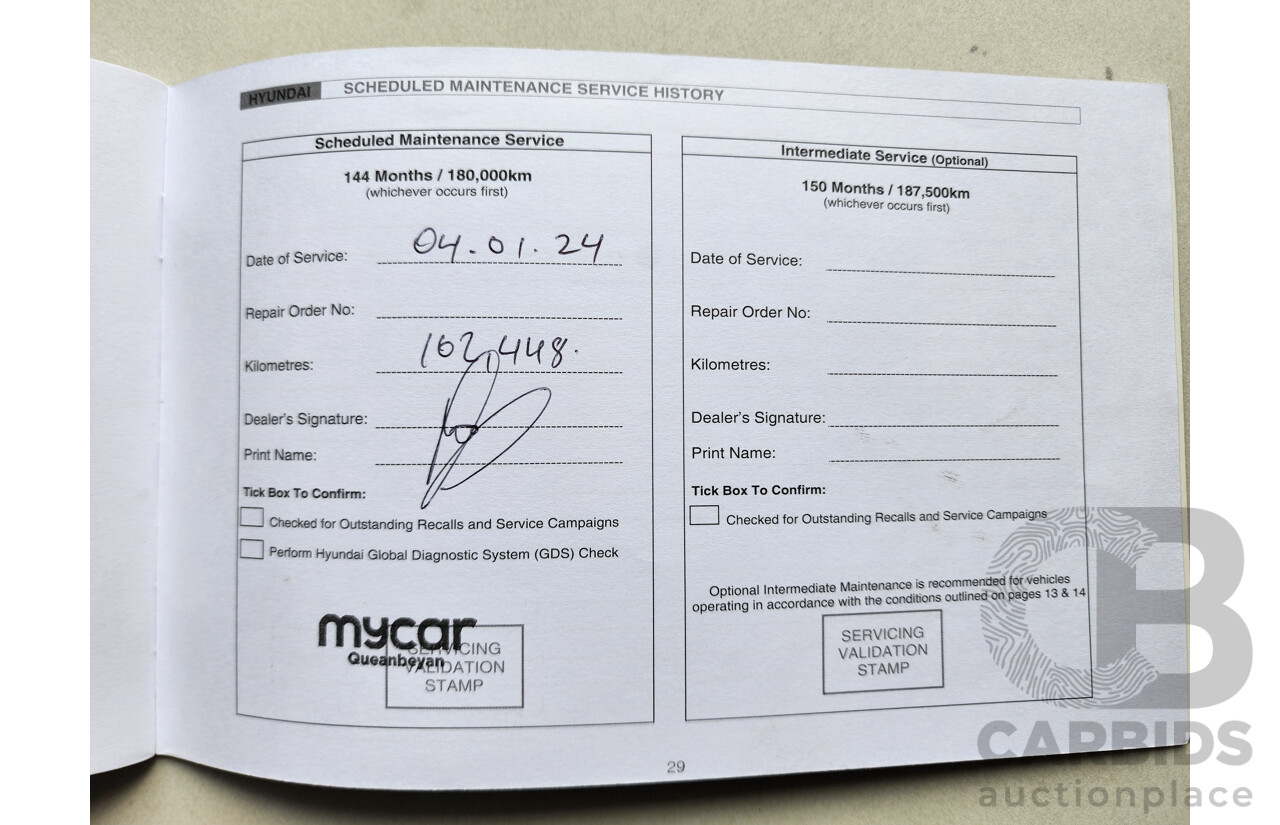 HYUNDAI SCHEDULED MAINTENANCE SERVICE HISTORY
Scheduled Maintenance Service
144 Months / 180,000km
(whichever occurs first)
Date of Service: 04.01.24
Repair Order No:
Kilometres: 162,448.
Dealer's Signature:
Print Name:
Tick Box To Confirm:
Checked for Outstanding Recalls and Service Campaigns
Perform Hyundai Global Diagnostic System (GDS) Check
mycar
Queanbeyan
SERVICING
VALIDATION
STAMP
Intermediate Service (Optional)
150 Months / 187,500km
(whichever occurs first)
Date of Service:
Repair Order No:
Kilometres:
Dealer's Signature:
Print Name:
Tick Box To Confirm:
Checked for Outstanding Recalls and Service Campaigns
Optional Intermediate Maintenance is recommended for vehicles
operating in accordance with the conditions outlined on pages 13 & 14
SERVICING
VALIDATION
STAMP
29
CB
CARBIDS
auctionplace